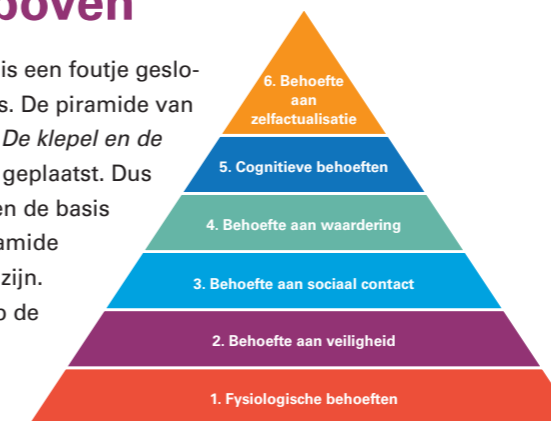 boven
is een foutje geslo-
s. De piramide van
De klepel en de
geplaatst. Dus
en de basis
amide
zijn.
o de
6. Behoefte
aan
zelfactualisatie
5. Cognitieve behoeften
4. Behoefte aan waardering
3. Behoefte aan sociaal contact
2. Behoefte aan veiligheid
1. Fysiologische behoeften